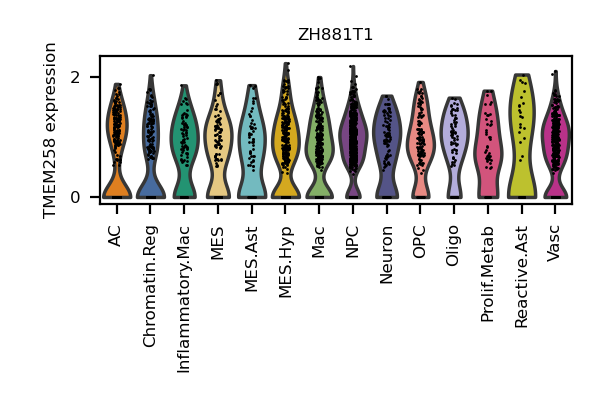 ZH881T1
TMEM258 expression
2
0
AC
Chromatin.Reg
Inflammatory.Mac
MES
MES.Ast
MES.Hyp
Mac
NPC
Neuron
OPC
Oligo
Prolif.Metab
Reactive.Ast
Vasc